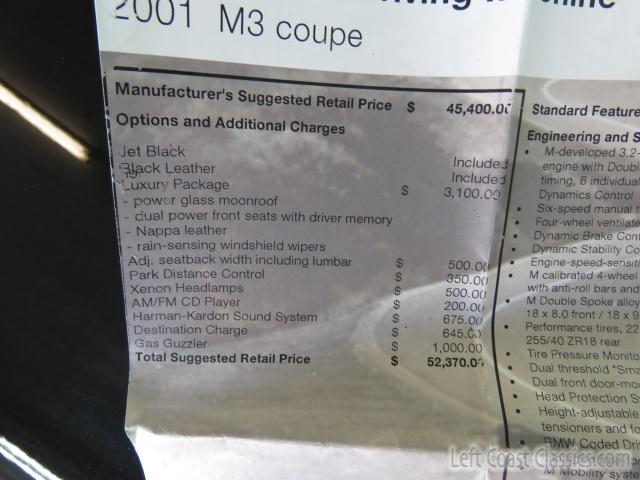 2001 M3 coupe
Manufacturer's Suggested Retail Price $ 45,400.00
Options and Additional Charges
Jet Black Included
Black Leather Included
Luxury Package $ 3,100.00
- power glass moonroof
- dual power front seats with driver memory
- Nappa leather
- rain-sensing windshield wipers
Adj. seatback width including lumbar $ 500.00
Park Distance Control $ 350.00
Xenon Headlamps $ 500.00
AM/FM CD Player $ 200.00
Harman-Kardon Sound System $ 675.00
Destination Charge $ 645.00
Gas Guzzler $ 1,000.00
Total Suggested Retail Price $ 52,370.00
Standard Feature
Engineering and S
• M-developed 3.2-
engine with Doubl
timing, 6 individual
Dynamics Control
• Six-speed manual
• Four-wheel ventilate
• Dynamic Brake Cont
• Dynamic Stability Co
• Engine-speed-sensiti
• M calibrated 4-wheel
with anti-roll bars and
• M Double Spoke alloy
18 x 8.0 front / 18 x 9
• Performance tires, 22
255/40 ZR18 rear
• Tire Pressure Monito
• Dual threshold "Sma
• Dual front door-mo
• Head Protection S
• Height-adjustable
tensioners and fo
• BMW Coded Dri
• M Mobility syste
Left Coast Classics.com